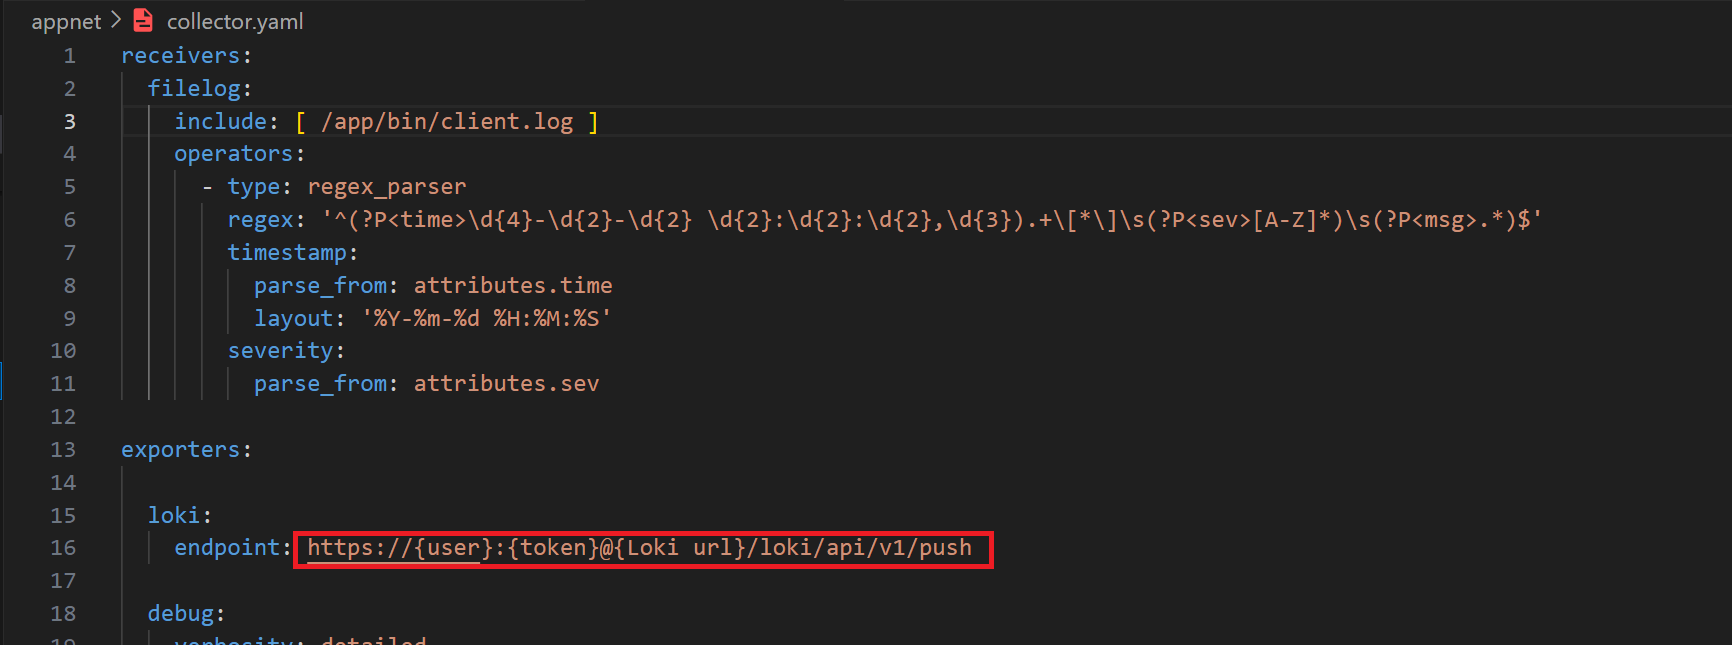 appnet > collector.yaml
1 receivers:
2 filelog:
3 include: [ /app/bin/client.log ]
4 operators:
5 - type: regex_parser
6 regex: '^(?P<time>\d{4}-\d{2}-\d{2} \d{2}:\d{2}:\d{2},\d{3}).+\[*\]\s(?P<sev>[A-Z]*)\s(?P<msg>.*)$'
7 timestamp:
8 parse_from: attributes.time
9 layout: '%Y-%m-%d %H:%M:%S'
10 severity:
11 parse_from: attributes.sev
12
13 exporters:
14
15 loki:
16 endpoint: https://{user}:{token}@{Loki url}/loki/api/v1/push
17
18 debug:
19 verbosity: detailed